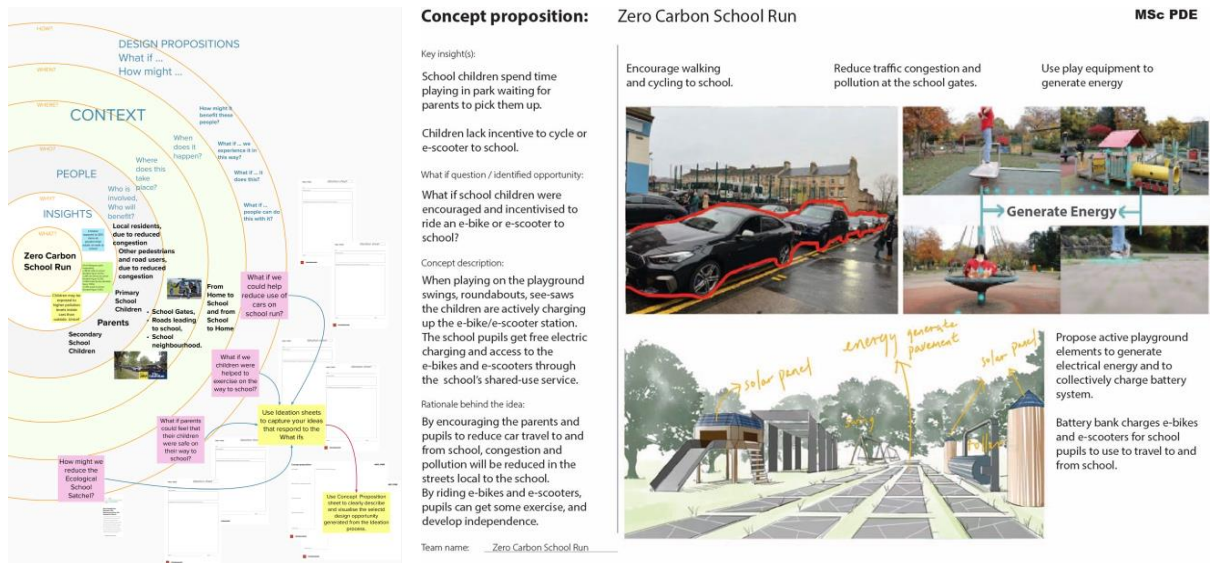 HOW?
DESIGN PROPOSITIONS
What if ...
How might ...
WHEN?
WHERE?
CONTEXT
How might it
benefit these
people?
When
does it
happen?
What if ... we
experience it in
this way?
WHO?
Where
does this
take
place?
What if ... it
does this?
PEOPLE
Who is
involved,
Who will
benefit?
What if ...
people can do
this with it?
WHY?
INSIGHTS
WHAT?
Zero Carbon
School Run
Local residents,
due to reduced
congestion
Other pedestrians
and road users,
due to reduced
congestion
Primary
School
Children
Parents
Secondary
School
Children
- School Gates,
- Roads leading
to school,
- School
neighbourhood.
From
Home to
School
and from
School
to Home
What if we
could help
reduce use of
cars on
school run?
What if we
children were
helped to
exercise on the
way to school?
What if parents
could feel that
their children
were safe on
their way to
school?
How might we
reduce the
Ecological
School
Satchel?
Use Ideation sheets
to capture your ideas
that respond to the
What Ifs
Use Concept Proposition
sheet to clearly describe
and visualise the selected
design opportunity
generated from the ideation
process.
Concept proposition:
Zero Carbon School Run
MSc PDE
Key insight(s):
School children spend time
playing in park waiting for
parents to pick them up.
Children lack incentive to cycle or
e-scooter to school.
What if question / identified opportunity:
What if school children were
encouraged and incentivised to
ride an e-bike or e-scooter to
school?
Concept description:
When playing on the playground
swings, roundabouts, see-saws
the children are actively charging
up the e-bike/e-scooter station.
The school pupils get free electric
charging and access to the
e-bikes and e-scooters through
the school's shared-use service.
Rationale behind the idea:
By encouraging the parents and
pupils to reduce car travel to and
from school, congestion and
pollution will be reduced in the
streets local to the school.
By riding e-bikes and e-scooters,
pupils can get some exercise, and
develop independence.
Team name: Zero Carbon School Run
Encourage walking
and cycling to school.
Reduce traffic congestion and
pollution at the school gates.
Use play equipment to
generate energy
Generate Energy
energy generate
pavement
solar panel
solar panel
Propose active playground
elements to generate
electrical energy and to
collectively charge battery
system.
Battery bank charges e-bikes
and e-scooters for school
pupils to use to travel to and
from school.